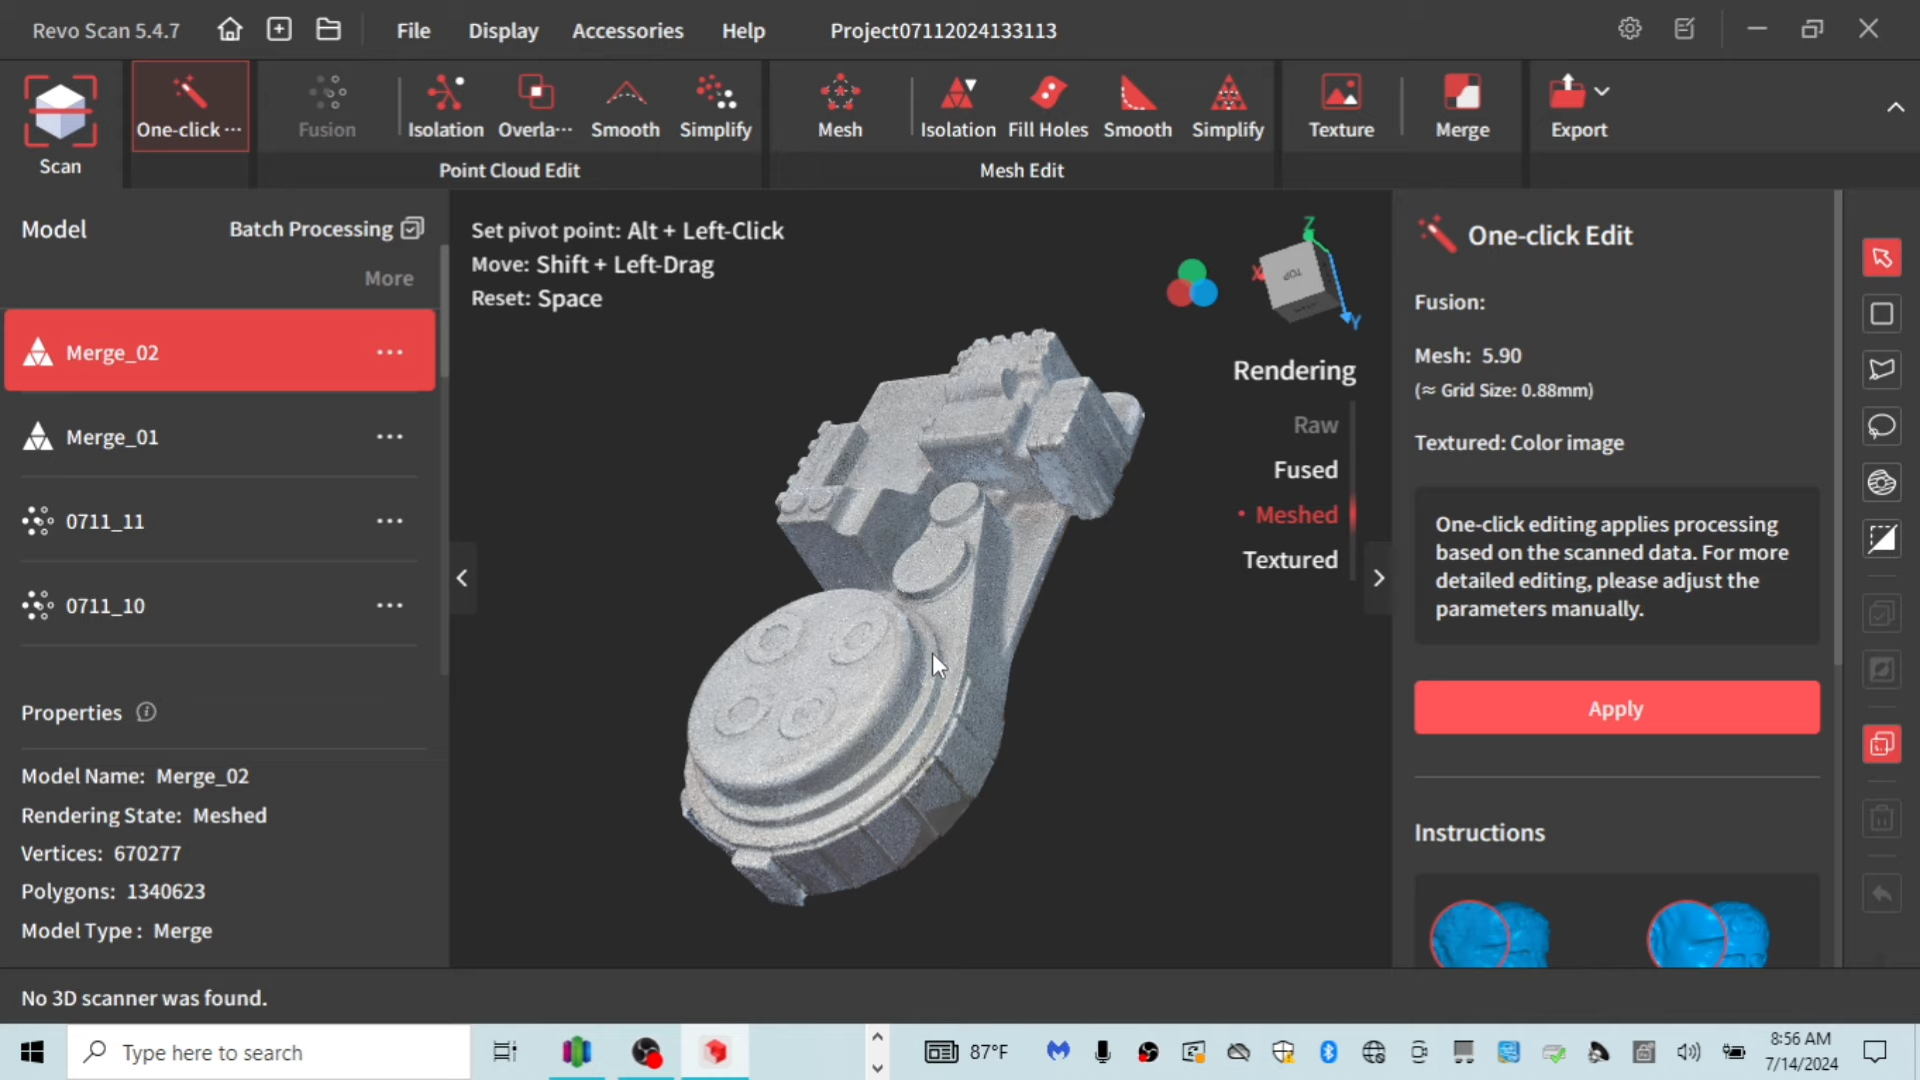 Revo Scan 5.4.7
File
Display
Accessories
Help
Project07112024133113
Scan
One-click ···
Fusion
Isolation
Overla···
Smooth
Simplify
Point Cloud Edit
Mesh
Isolation
Fill Holes
Smooth
Simplify
Mesh Edit
Texture
Merge
Export
Model
Batch Processing
More
Merge_02
Merge_01
0711_11
0711_10
Properties
Model Name: Merge_02
Rendering State: Meshed
Vertices: 670277
Polygons: 1340623
Model Type : Merge
Set pivot point: Alt + Left-Click
Move: Shift + Left-Drag
Reset: Space
Z
X
Y
TOP
Rendering
Raw
Fused
• Meshed
Textured
One-click Edit
Fusion:
Mesh: 5.90
(≈ Grid Size: 0.88mm)
Textured: Color image
One-click editing applies processing
based on the scanned data. For more
detailed editing, please adjust the
parameters manually.
Apply
Instructions
No 3D scanner was found.
Type here to search
87°F
8:56 AM
7/14/2024